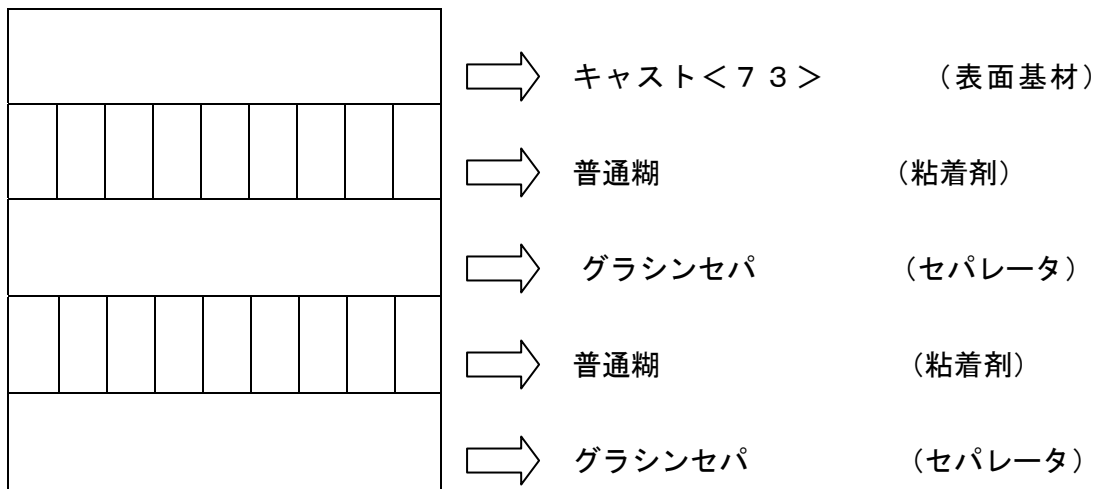 キャスト＜７３＞　（表面基材）
普通糊　（粘着剤）
グラシンセパ　（セパレータ）
普通糊　（粘着剤）
グラシンセパ　（セパレータ）